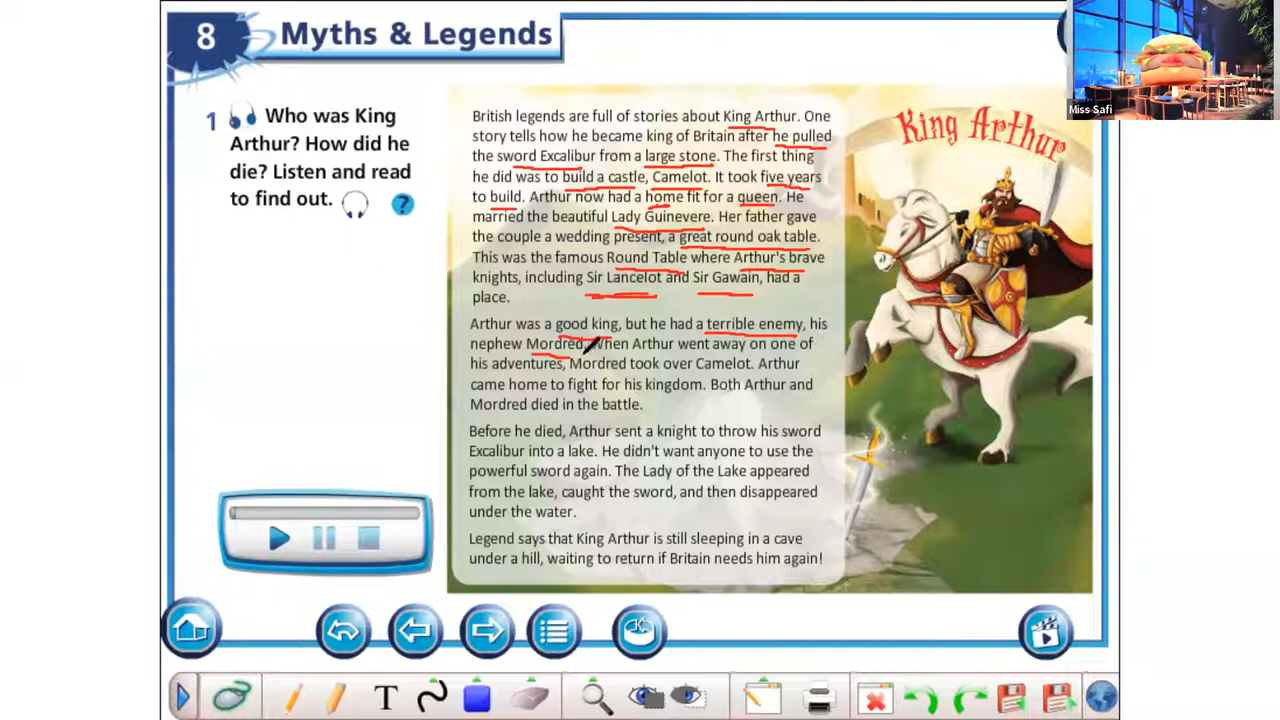 8 Myths & Legends
Miss Safi
1 Who was King
Arthur? How did he
die? Listen and read
to find out. ?
British legends are full of stories about King Arthur. One
story tells how he became king of Britain after he pulled
the sword Excalibur from a large stone. The first thing
he did was to build a castle, Camelot. It took five years
to build. Arthur now had a home fit for a queen. He
married the beautiful Lady Guinevere. Her father gave
the couple a wedding present, a great round oak table.
This was the famous Round Table where Arthur's brave
knights, including Sir Lancelot and Sir Gawain, had a
place.
Arthur was a good king, but he had a terrible enemy, his
nephew Mordred. When Arthur went away on one of
his adventures, Mordred took over Camelot. Arthur
came home to fight for his kingdom. Both Arthur and
Mordred died in the battle.
Before he died, Arthur sent a knight to throw his sword
Excalibur into a lake. He didn't want anyone to use the
powerful sword again. The Lady of the Lake appeared
from the lake, caught the sword, and then disappeared
under the water.
Legend says that King Arthur is still sleeping in a cave
under a hill, waiting to return if Britain needs him again!
King Arthur
T